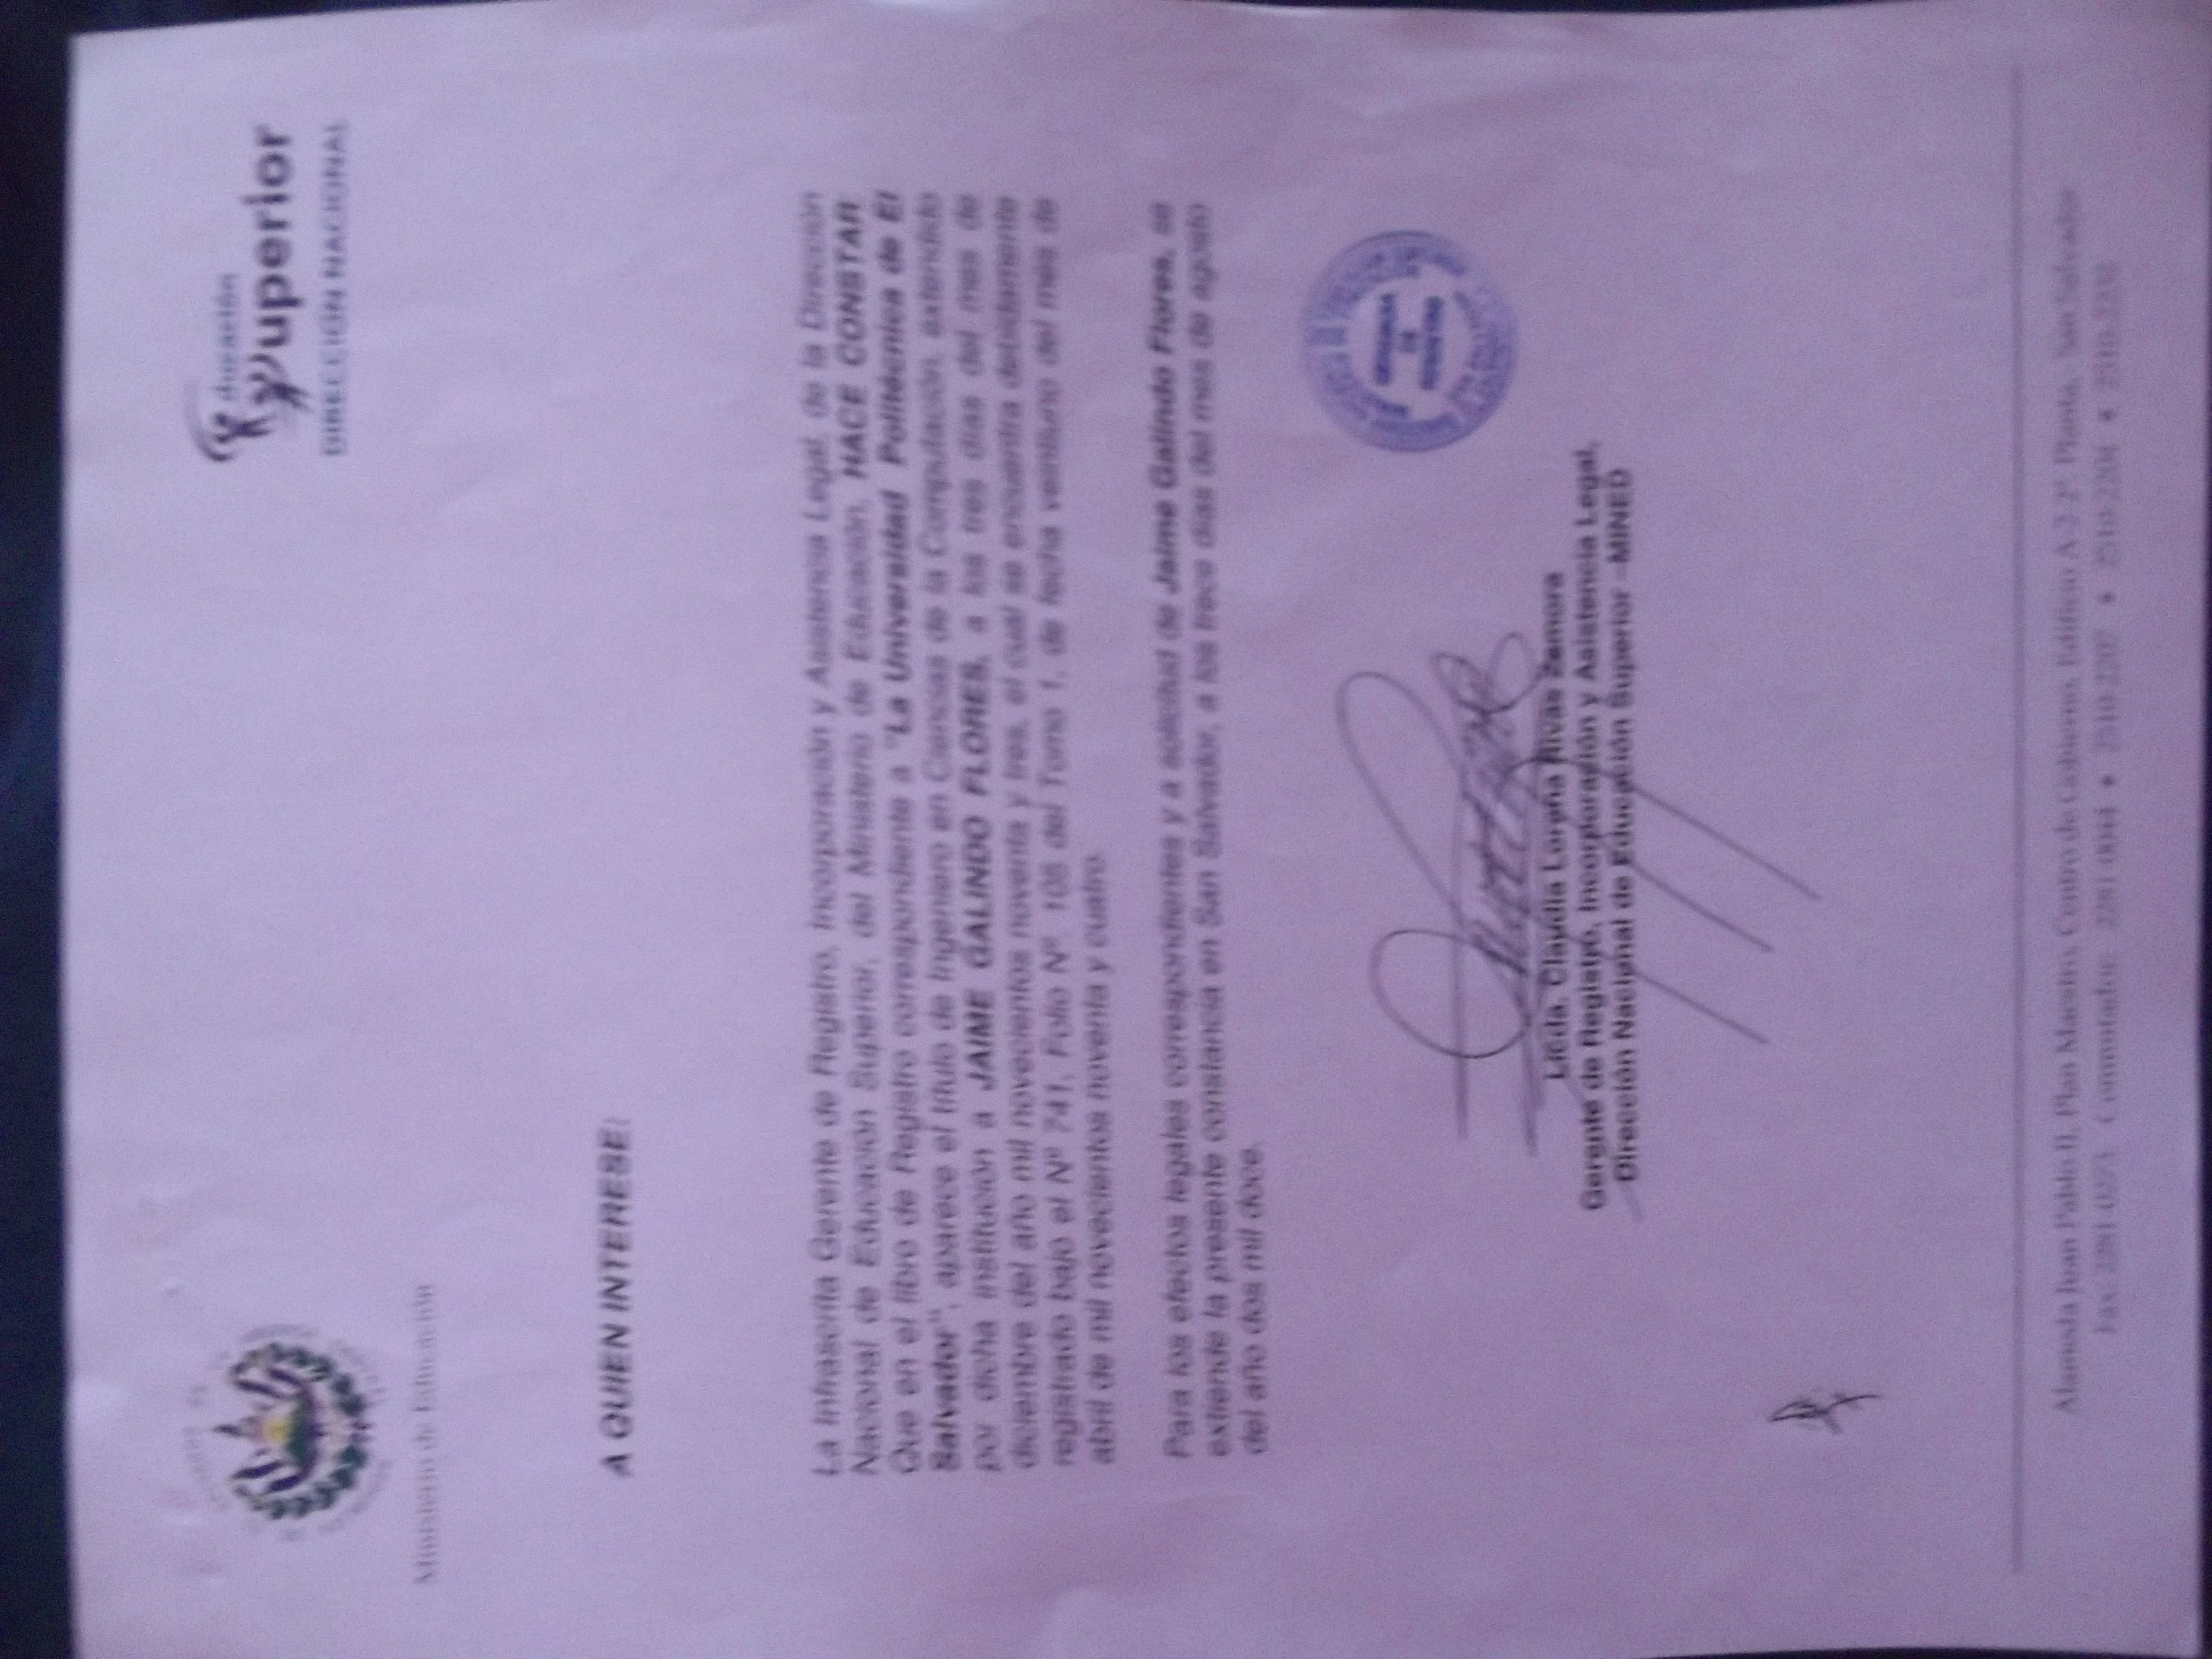 Ministerio de Educación
Educación
Superior
DIRECCIÓN NACIONAL
A QUIEN INTERESE:
La Infrascrita Gerente de Registro, Incorporación y Asistencia Legal, de la Dirección
Nacional de Educación Superior, del Ministerio de Educación, HACE CONSTAR
Que en el libro de Registro correspondiente a "La Universidad Politécnica de El
Salvador", aparece el título de Ingeniero en Ciencias de la Computación, extendido
por dicha institución a JAIME GALINDO FLORES, a los tres días del mes de
diciembre del año mil novecientos noventa y tres, el cual se encuentra debidamente
registrado bajo el Nº 741, Folio Nº 106 del Tomo 1, de fecha veintiuno del mes de
abril de mil novecientos noventa y cuatro.
Para los efectos legales correspondientes y a solicitud de Jaime Galindo Flores, se
extiende la presente constancia en San Salvador, a los trece días del mes de agosto
del año dos mil doce.
GERENCIA
DE
REGISTRO
Licda. Claudia Lorena Rivas Zamora
Gerente de Registro, Incorporación y Asistencia Legal,
Dirección Nacional de Educación Superior -MINED
Alameda Juan Pablo II, Plan Maestro, Centro de Gobierno, Edificio A-2 2ª. Planta, San Salvador
Fax: 2281-0274 Conmutador: 2281-0044 ♦ 2510-2207 ♦ 2510-2204 ♦